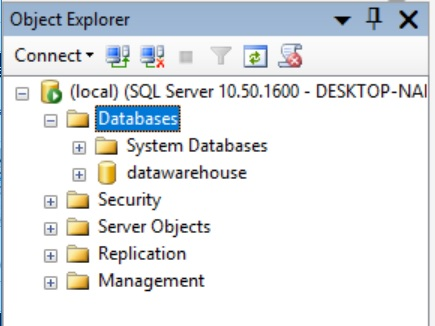 Object Explorer
Connect
(local) (SQL Server 10.50.1600 - DESKTOP-NAI
Databases
System Databases
datawarehouse
Security
Server Objects
Replication
Management